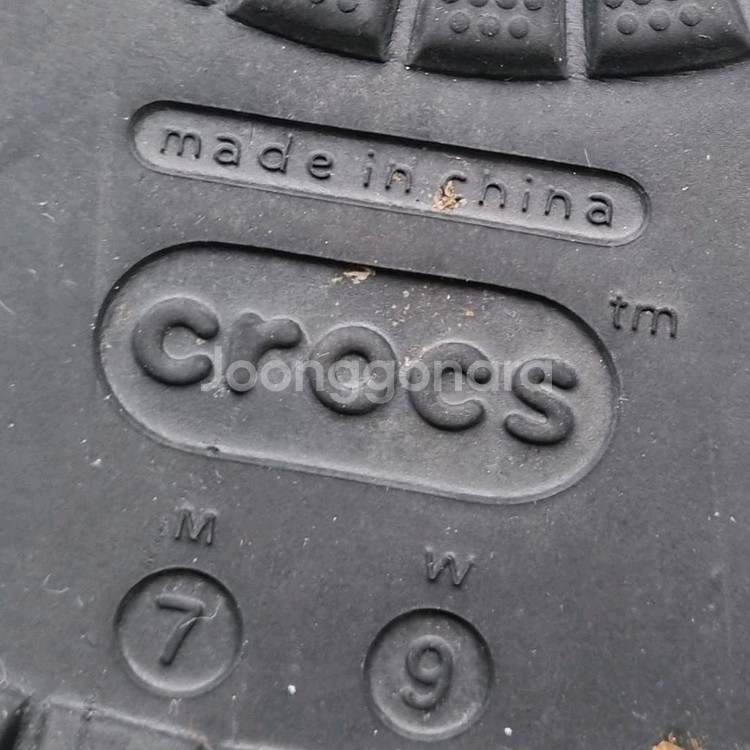 made in china
crocs tm
Joonggonara
M W
7 9